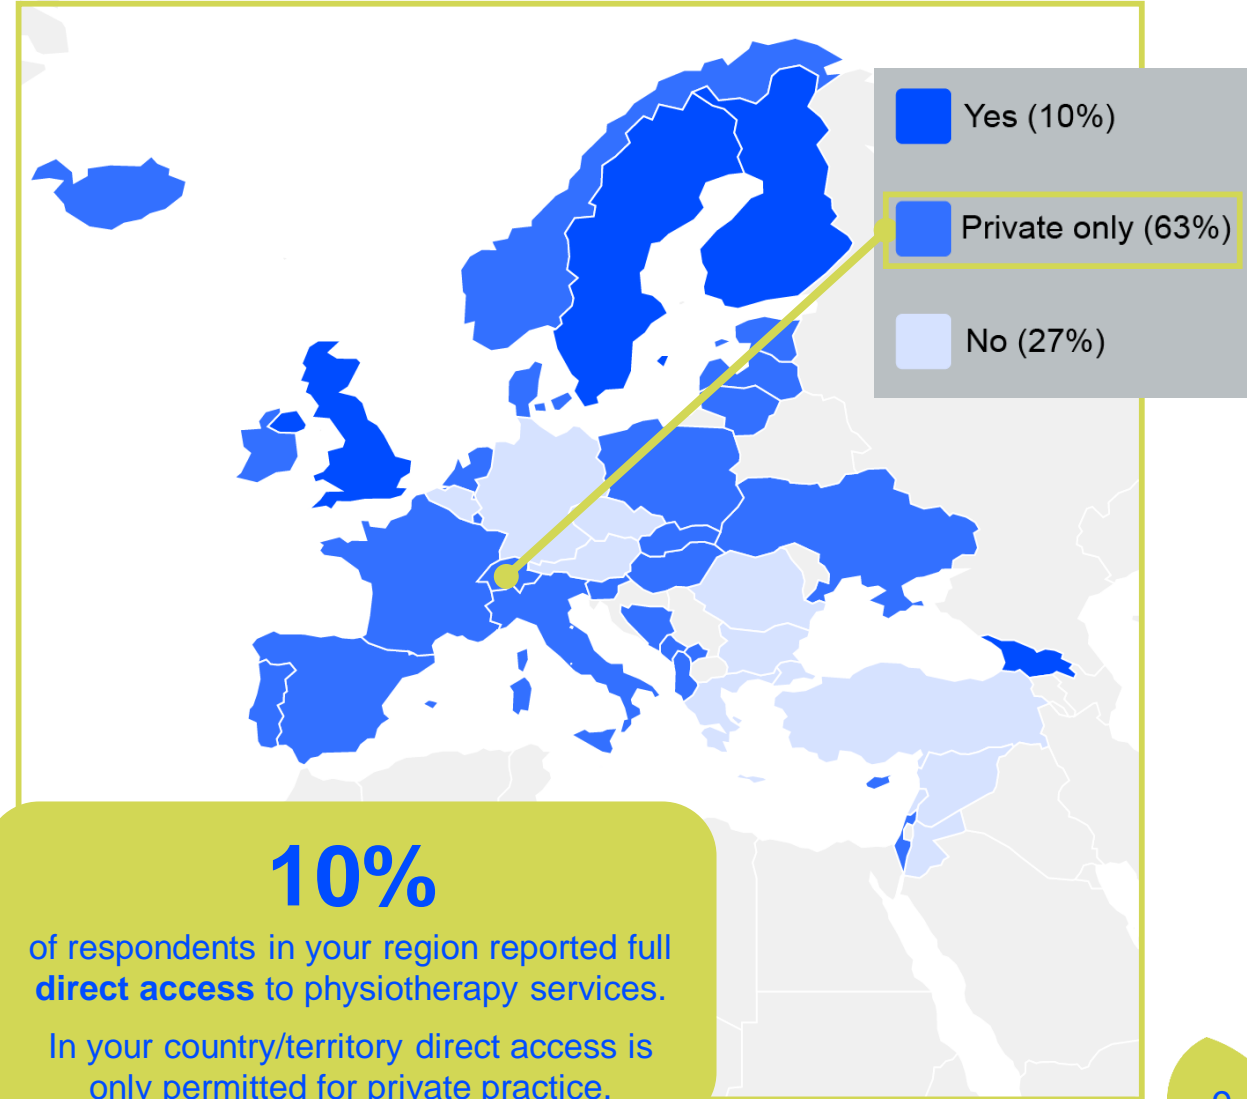 Yes (10%)
Private only (63%)
No (27%)
10%
of respondents in your region reported full
direct access to physiotherapy services.
In your country/territory direct access is
only permitted for private practice.